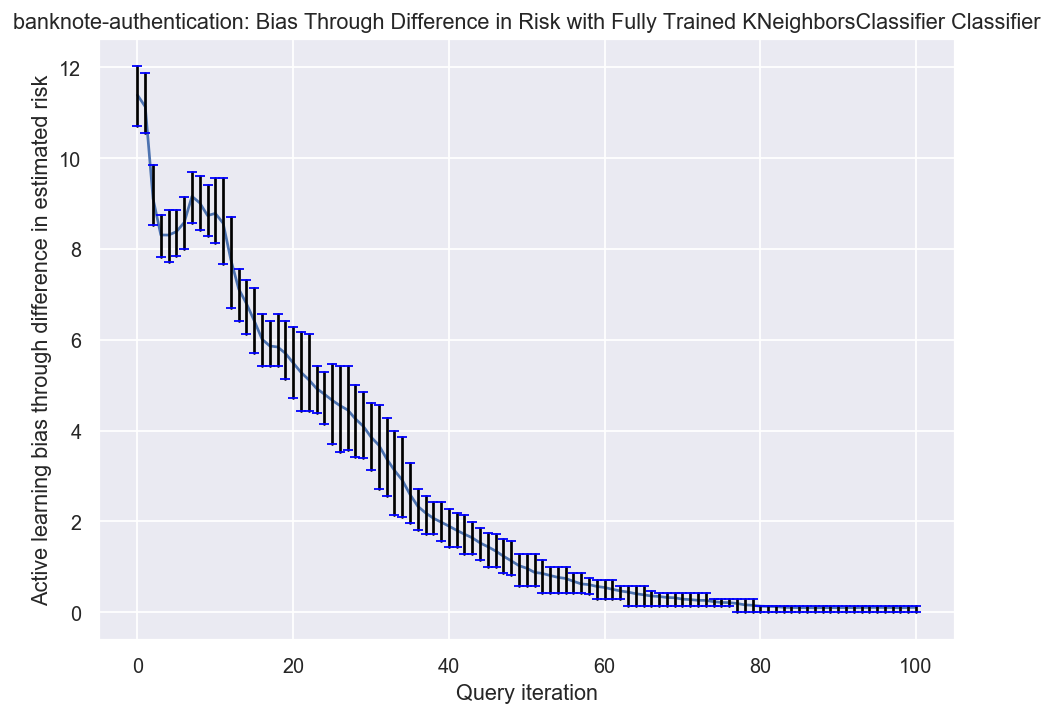 banknote-authentication: Bias Through Difference in Risk with Fully Trained KNeighborsClassifier Classifier
Active learning bias through difference in estimated risk
12
10
8
6
4
2
0
0 20 40 60 80 100
Query iteration